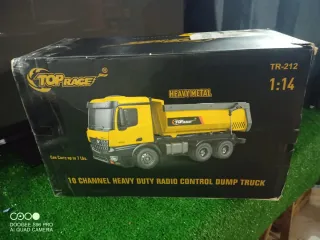 TOP RACE®
TR-212
HEAVY METAL
1:14
TOP RACE
Can Carry up to 7 Lbs.
10 CHANNEL HEAVY DUTY RADIO CONTROL DUMP TRUCK
DOOGEE S96 PRO
AI QUAD CAMERA